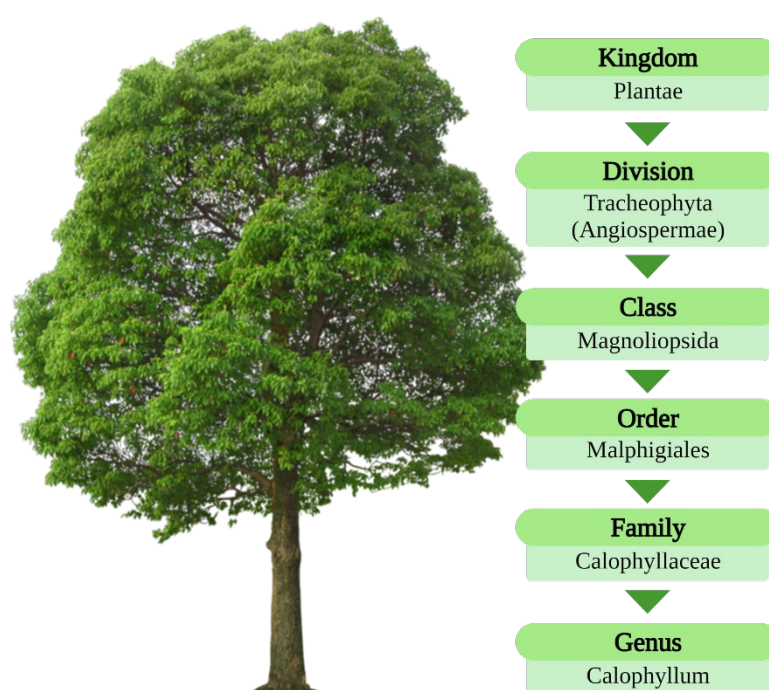 Kingdom
Plantae
Division
Tracheophyta
(Angiospermae)
Class
Magnoliopsida
Order
Malphigiales
Family
Calophyllaceae
Genus
Calophyllum